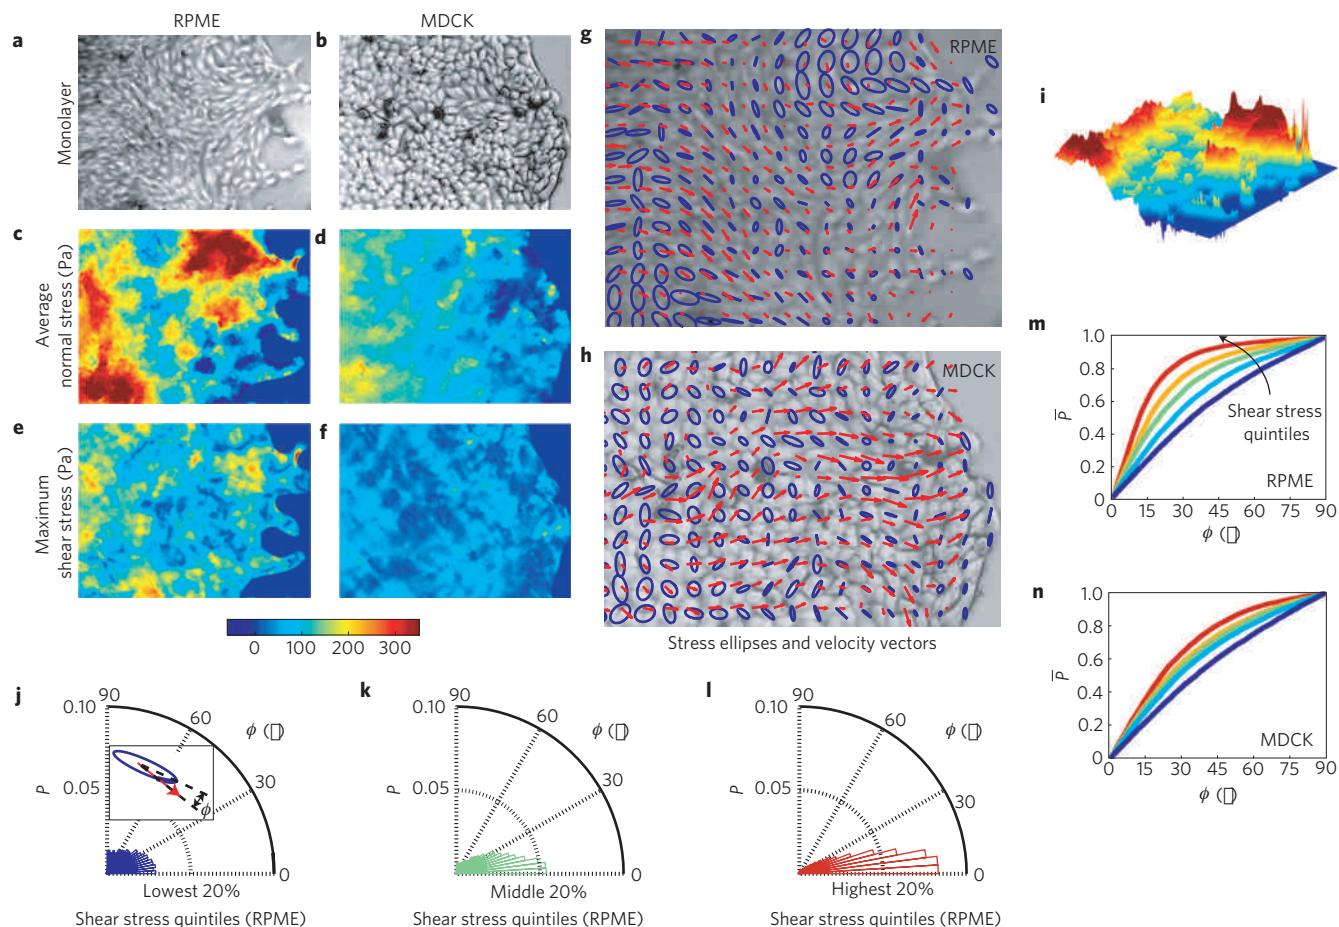 RPME
MDCK
a
b
Monolayer
c
d
Average
normal stress (Pa)
e
f
Maximum
shear stress (Pa)
0
100
200
300
g
RPME
h
MDCK
Stress ellipses and velocity vectors
i
m
1.0
0.8
0.6
0.4
0.2
0
P
Shear stress
quintiles
RPME
0
15
30
45
60
75
90
ϕ (▯)
n
1.0
0.8
0.6
0.4
0.2
0
P
MDCK
0
15
30
45
60
75
90
ϕ (▯)
j
90
0.10
60
ϕ (▯)
P
0.05
30
ϕ
0
Lowest 20%
Shear stress quintiles (RPME)
k
90
0.10
60
ϕ (▯)
P
0.05
30
0
Middle 20%
Shear stress quintiles (RPME)
l
90
0.10
60
ϕ (▯)
P
0.05
30
0
Highest 20%
Shear stress quintiles (RPME)